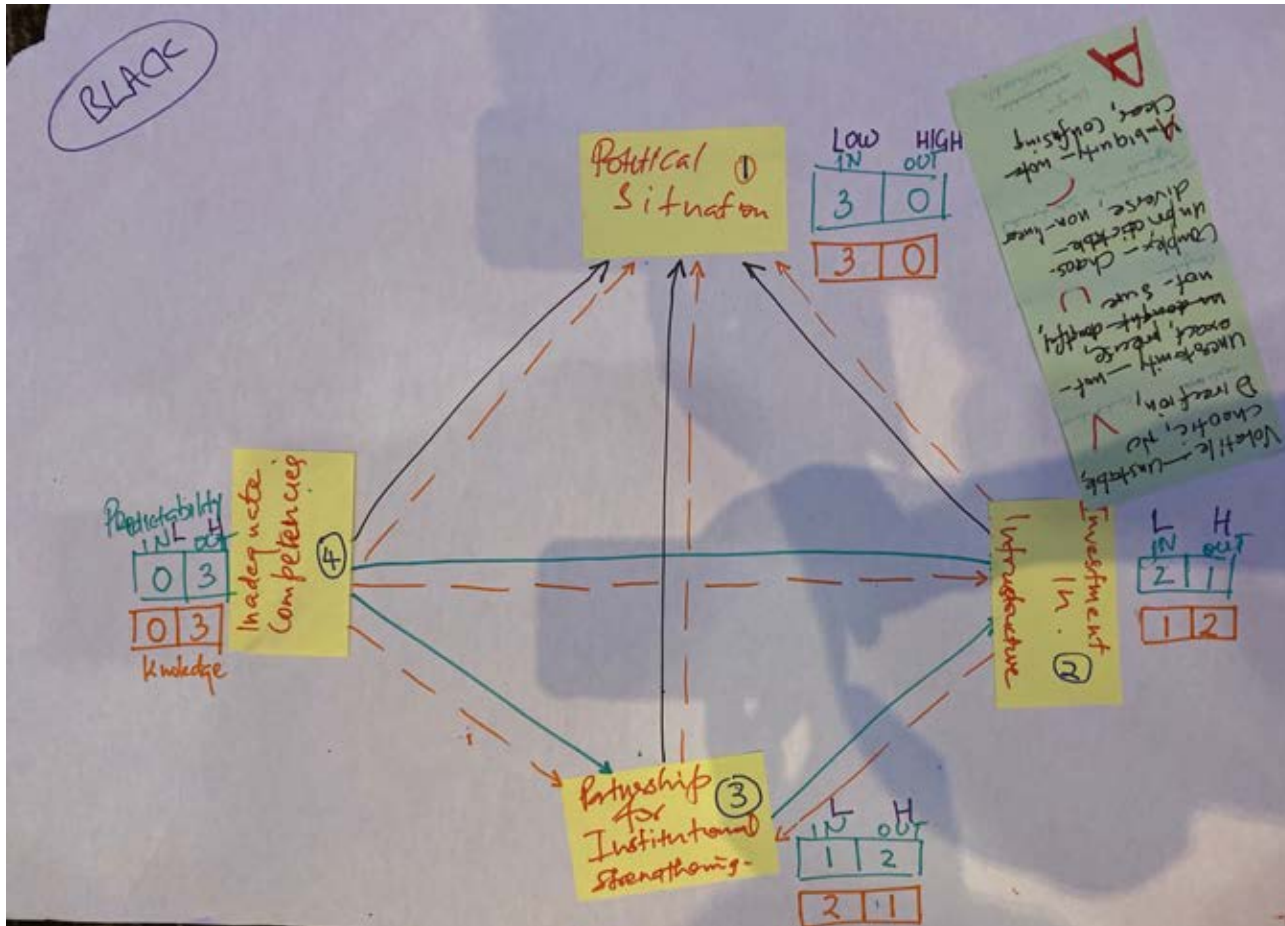 BLACK
Political ①
Situation
LOW HIGH
IN OUT
3 0
3 0
A
Ambiguity – not
Clear, Confusing
Complex – Chaos-
unpredictable-
diverse, non-linear
U
Uncertainity – not-
exact, precise,
not-sure
V
Volatile – Unstable,
chaotic, No
Direction,
Predictability
L H
IN OUT
0 3
0 3
Knowledge
Inadequate
Competencies
④
Investment
In.
Infrustructure
②
L H
IN OUT
2 1
1 2
Partnership ③
for
Institutional
Strengthening-
L H
IN OUT
1 2
2 1